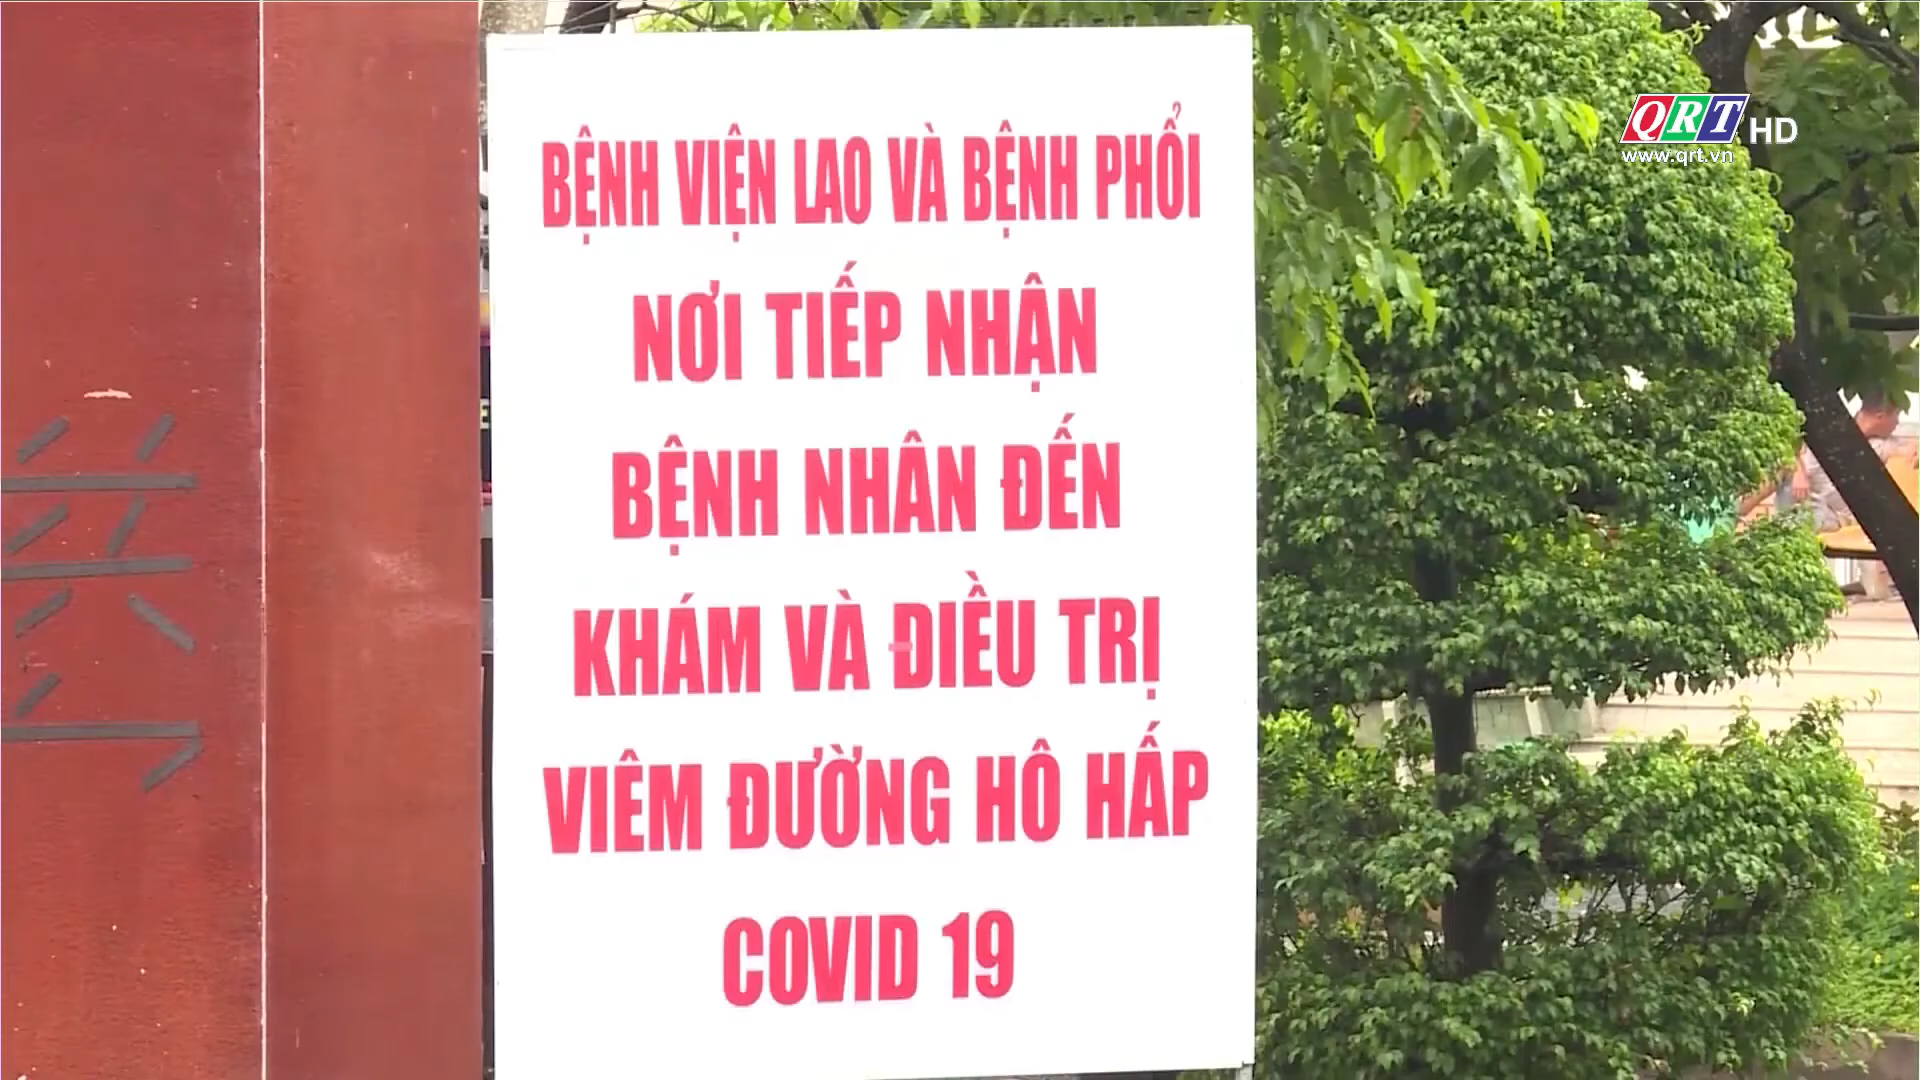 BỆNH VIỆN LAO VÀ BỆNH PHỔI
NƠI TIẾP NHẬN
BỆNH NHÂN ĐẾN
KHÁM VÀ ĐIỀU TRỊ
VIÊM ĐƯỜNG HÔ HẤP
COVID 19
QRT HD
www.qrt.vn